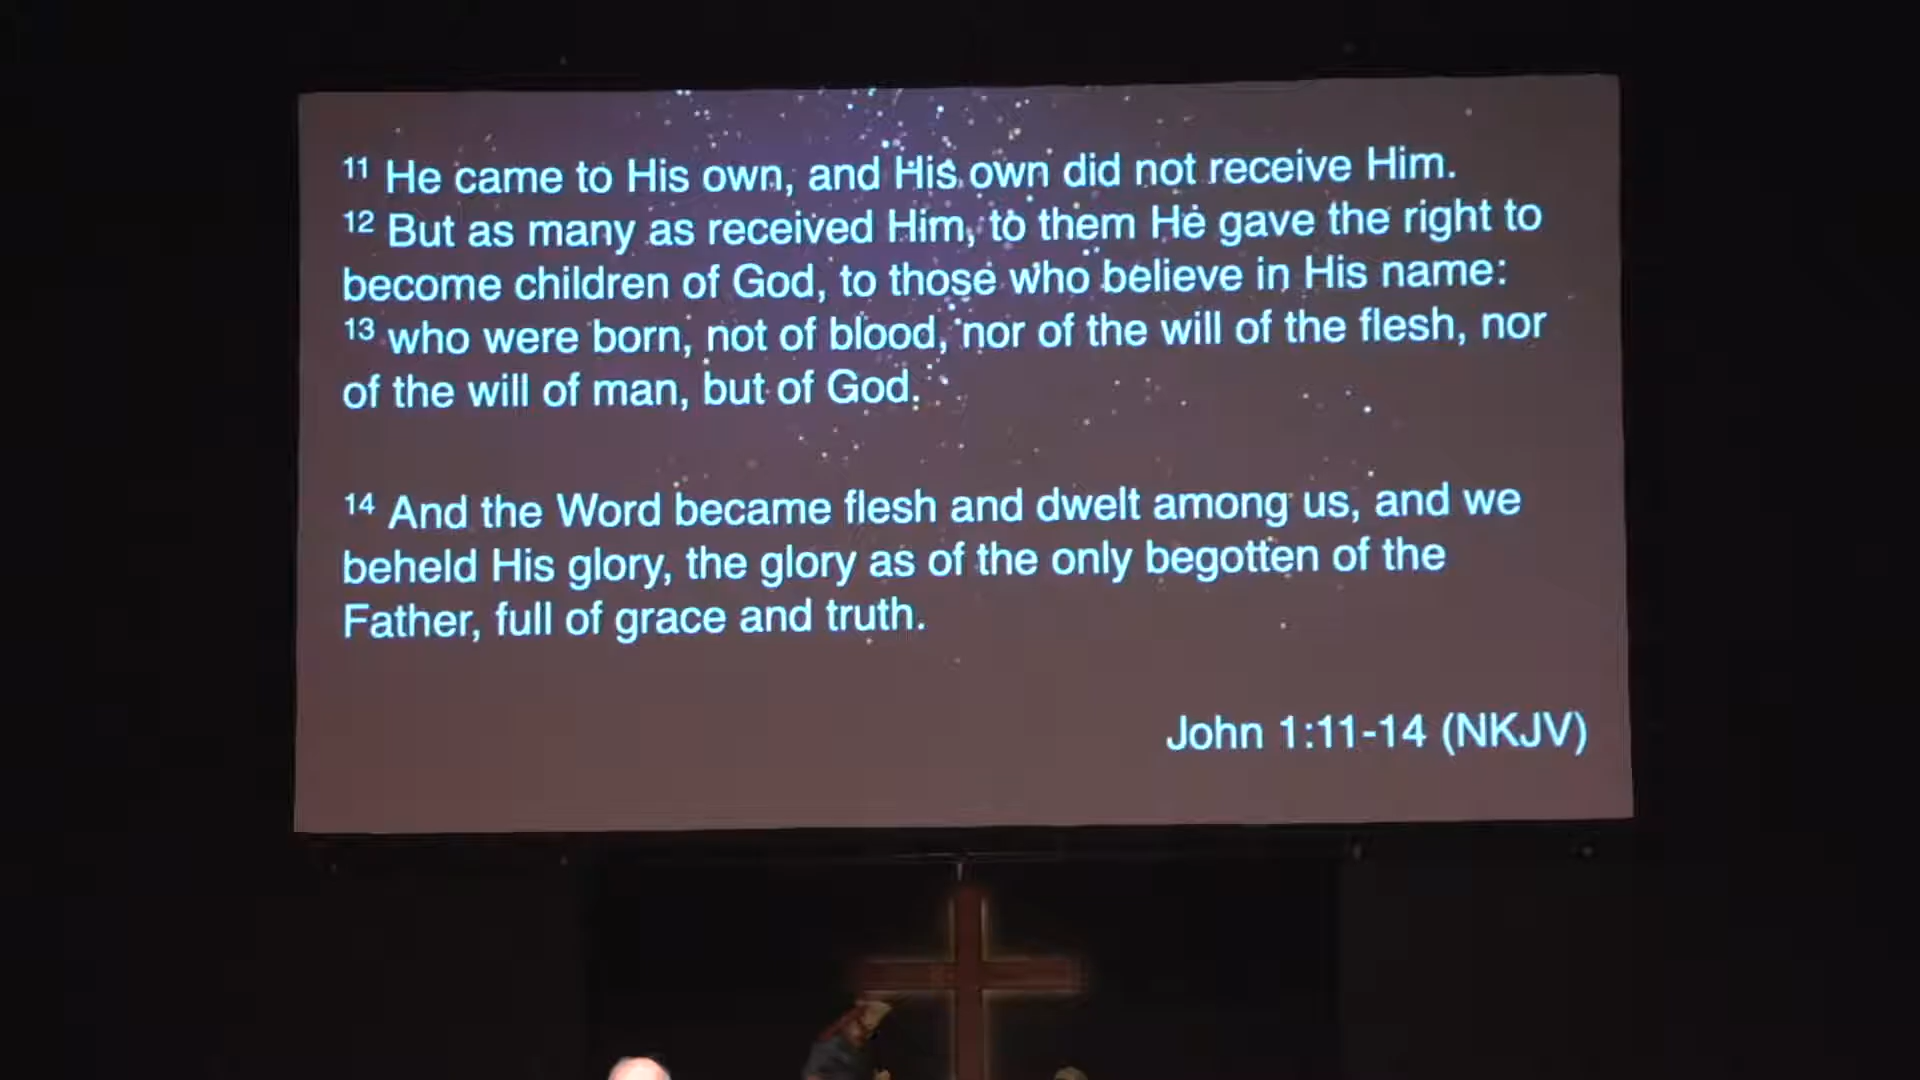 11 He came to His own, and His own did not receive Him.
12 But as many as received Him, to them He gave the right to
become children of God, to those who believe in His name:
13 who were born, not of blood, nor of the will of the flesh, nor
of the will of man, but of God.
14 And the Word became flesh and dwelt among us, and we
beheld His glory, the glory as of the only begotten of the
Father, full of grace and truth.
John 1:11-14 (NKJV)